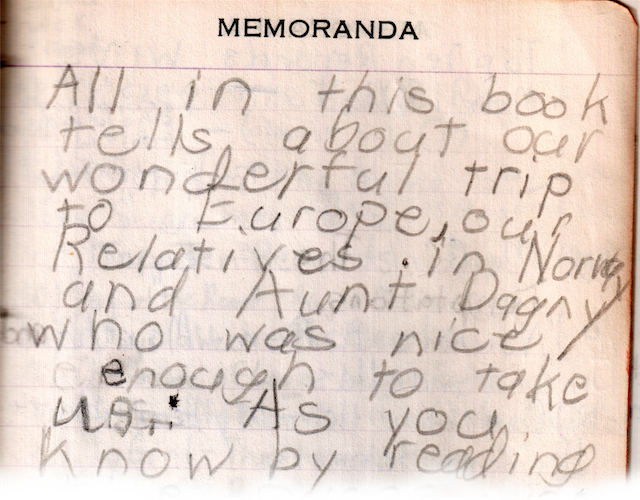 MEMORANDA
All in this book
tells about our
wonderful trip
to Europe, our
Relatives in Norway
and Aunt Dagny
who was nice
enough to take
us. As you
know by reading